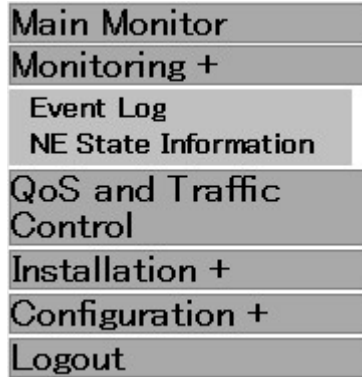 Main Monitor
Monitoring +
Event Log
NE State Information
QoS and Traffic
Control
Installation +
Configuration +
Logout